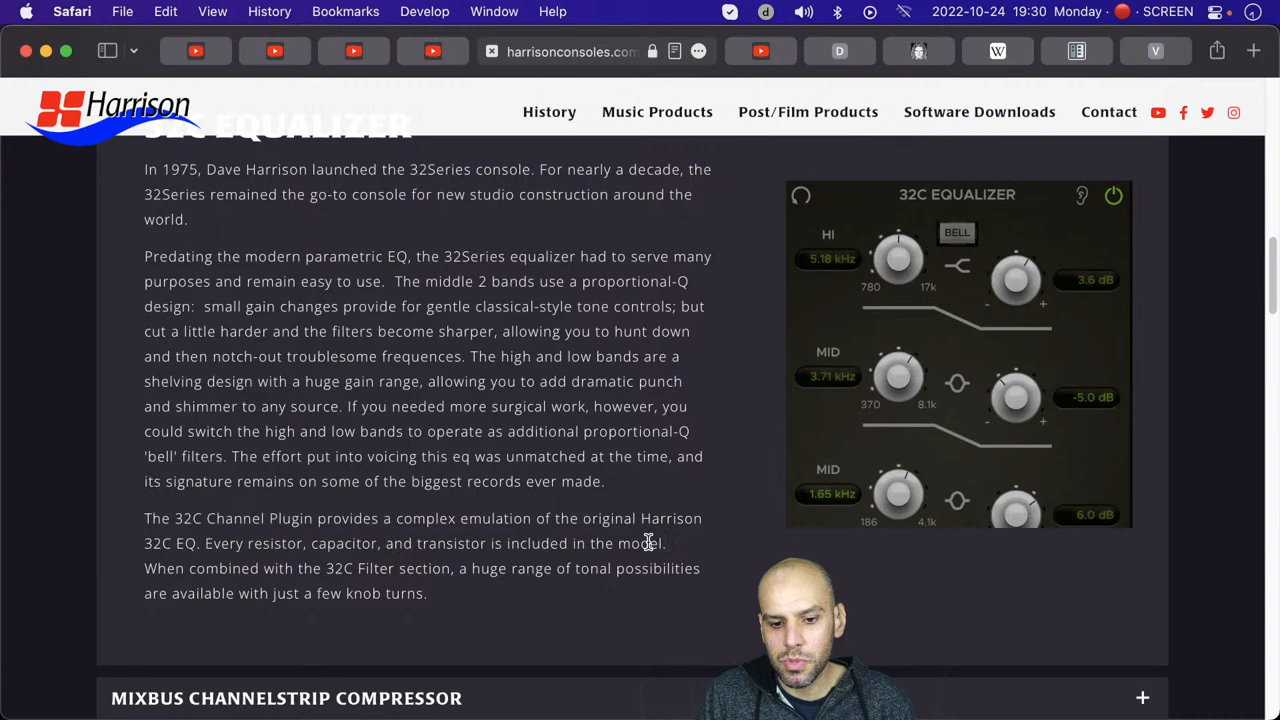 Safari File Edit View History Bookmarks Develop Window Help 2022-10-24 19:30 Monday SCREEN
harrisonconsoles.com D W V
Harrison
History Music Products Post/Film Products Software Downloads Contact
32C EQUALIZER
In 1975, Dave Harrison launched the 32Series console. For nearly a decade, the
32Series remained the go-to console for new studio construction around the
world.
Predating the modern parametric EQ, the 32Series equalizer had to serve many
purposes and remain easy to use. The middle 2 bands use a proportional-Q
design: small gain changes provide for gentle classical-style tone controls; but
cut a little harder and the filters become sharper, allowing you to hunt down
and then notch-out troublesome frequences. The high and low bands are a
shelving design with a huge gain range, allowing you to add dramatic punch
and shimmer to any source. If you needed more surgical work, however, you
could switch the high and low bands to operate as additional proportional-Q
'bell' filters. The effort put into voicing this eq was unmatched at the time, and
its signature remains on some of the biggest records ever made.
The 32C Channel Plugin provides a complex emulation of the original Harrison
32C EQ. Every resistor, capacitor, and transistor is included in the model.
When combined with the 32C Filter section, a huge range of tonal possibilities
are available with just a few knob turns.
32C EQUALIZER
HI BELL
5.18 kHz 3.6 dB
780 17k - +
MID
3.71 kHz -5.0 dB
370 8.1k - +
MID
1.65 kHz 6.0 dB
186 4.1k - +
MIXBUS CHANNELSTRIP COMPRESSOR +